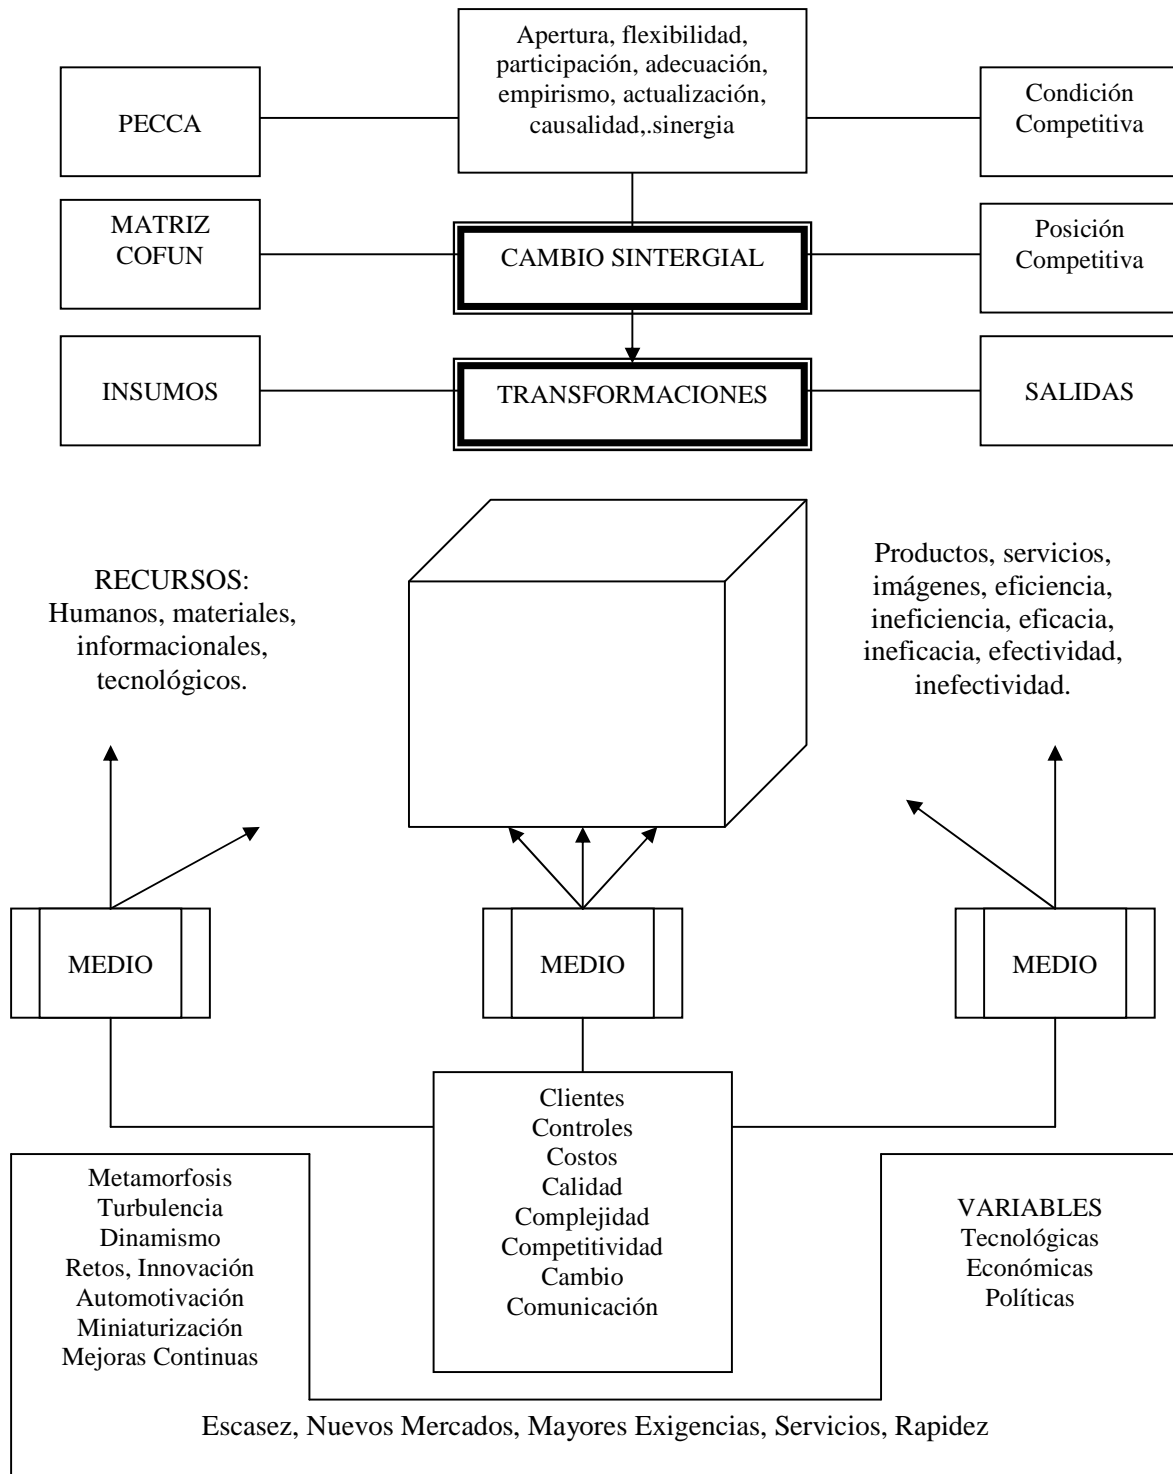 Apertura, flexibilidad,
participación, adecuación,
empirismo, actualización,
causalidad,.sinergia
PECCA
Condición
Competitiva
MATRIZ
COFUN
CAMBIO SINTERGIAL
Posición
Competitiva
INSUMOS
TRANSFORMACIONES
SALIDAS
RECURSOS:
Humanos, materiales,
informacionales,
tecnológicos.
Productos, servicios,
imágenes, eficiencia,
ineficiencia, eficacia,
ineficacia, efectividad,
inefectividad.
MEDIO
MEDIO
MEDIO
Clientes
Controles
Costos
Calidad
Complejidad
Competitividad
Cambio
Comunicación
Metamorfosis
Turbulencia
Dinamismo
Retos, Innovación
Automotivación
Miniaturización
Mejoras Continuas
VARIABLES
Tecnológicas
Económicas
Políticas
Escasez, Nuevos Mercados, Mayores Exigencias, Servicios, Rapidez